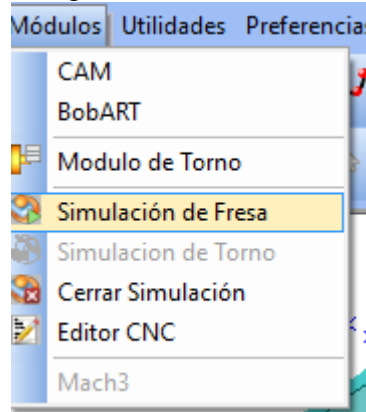 Módulos Utilidades Preferencias
CAM
BobART
Modulo de Torno
Simulación de Fresa
Simulacion de Torno
Cerrar Simulación
Editor CNC
Mach3